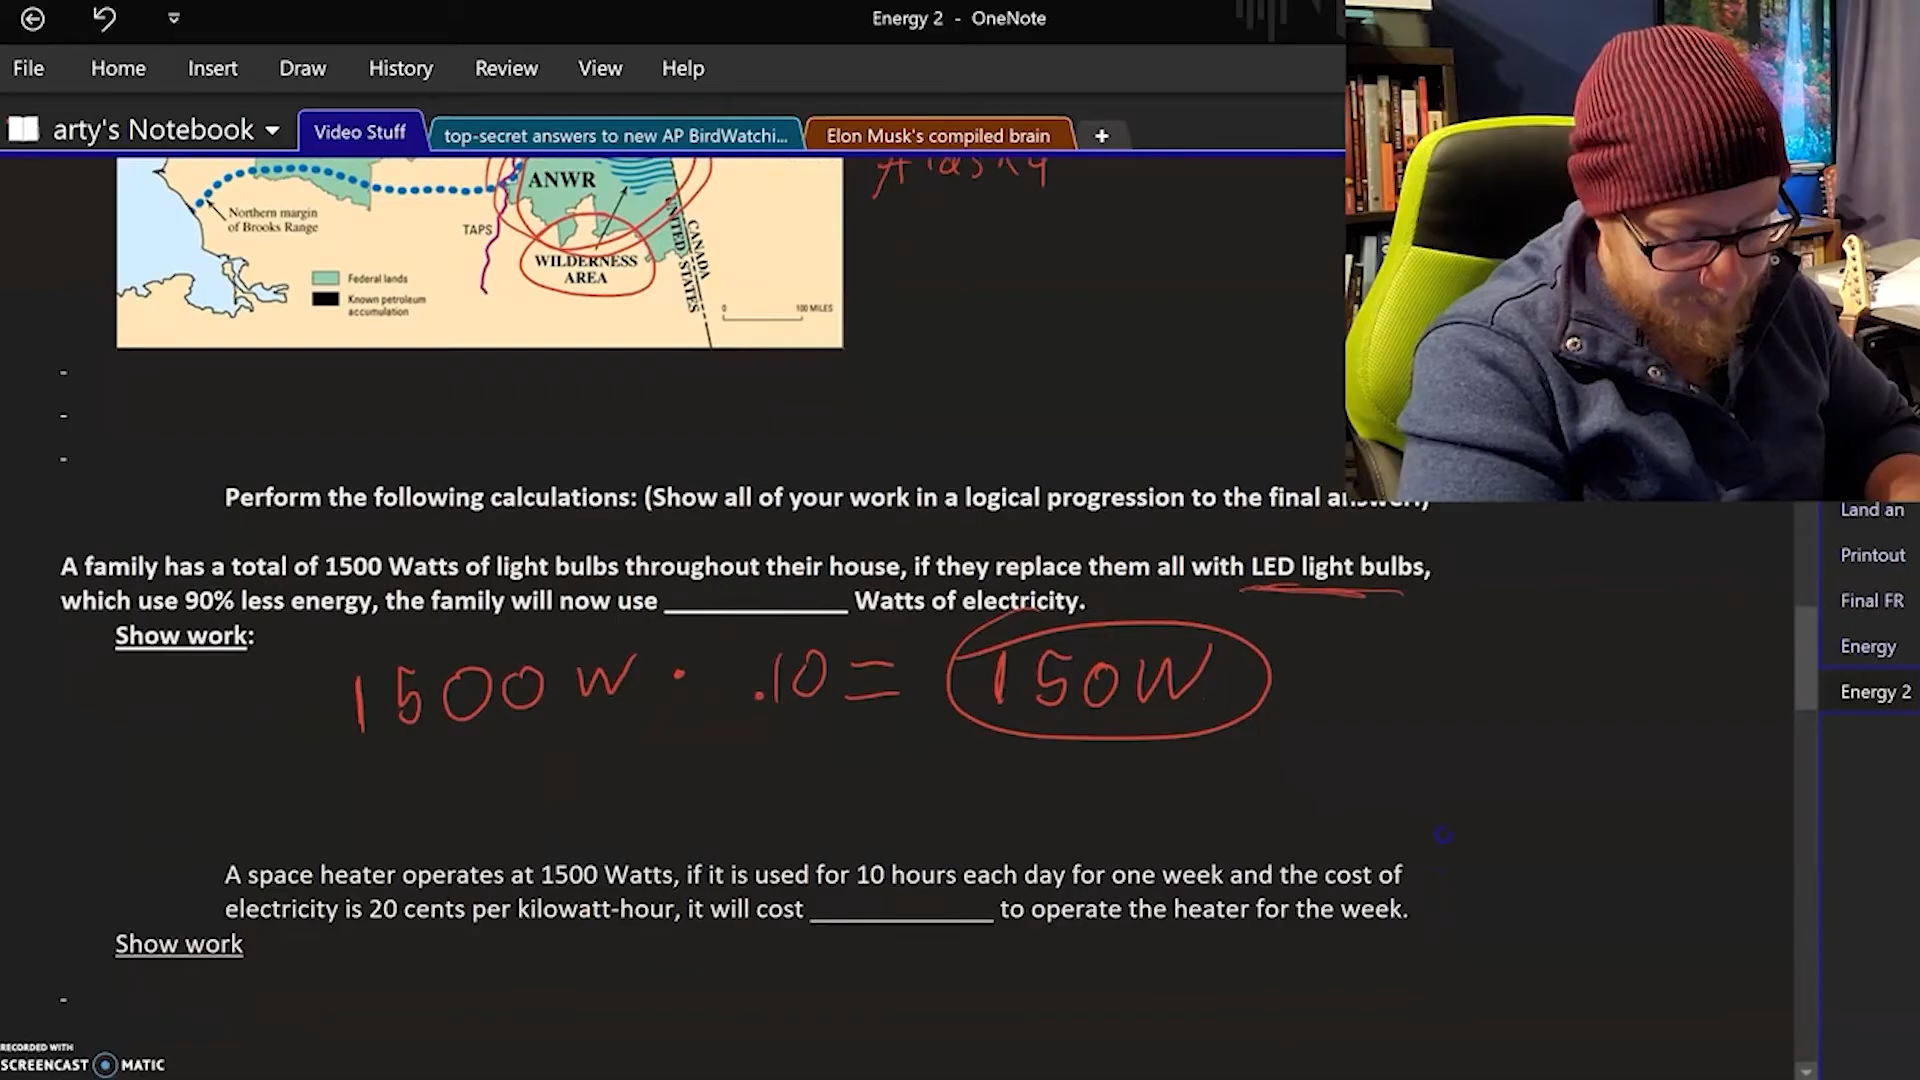 Energy 2 - OneNote
File Home Insert Draw History Review View Help
arty's Notebook Video Stuff top-secret answers to new AP BirdWatchi... Elon Musk's compiled brain +
Alaska
ANWR
Northern margin
of Brooks Range
TAPS
WILDERNESS
AREA
CANADA
UNITED STATES
Federal lands
Known petroleum
accumulation
0 100 MILES
-
-
-
Perform the following calculations: (Show all of your work in a logical progression to the final answer)
Land an
Printout
Final FR
Energy
Energy 2
A family has a total of 1500 Watts of light bulbs throughout their house, if they replace them all with LED light bulbs,
which use 90% less energy, the family will now use ____________ Watts of electricity.
Show work:
1500 W · .10 = 150W
A space heater operates at 1500 Watts, if it is used for 10 hours each day for one week and the cost of
electricity is 20 cents per kilowatt-hour, it will cost ____________ to operate the heater for the week.
Show work
-
RECORDED WITH
SCREENCAST MATIC